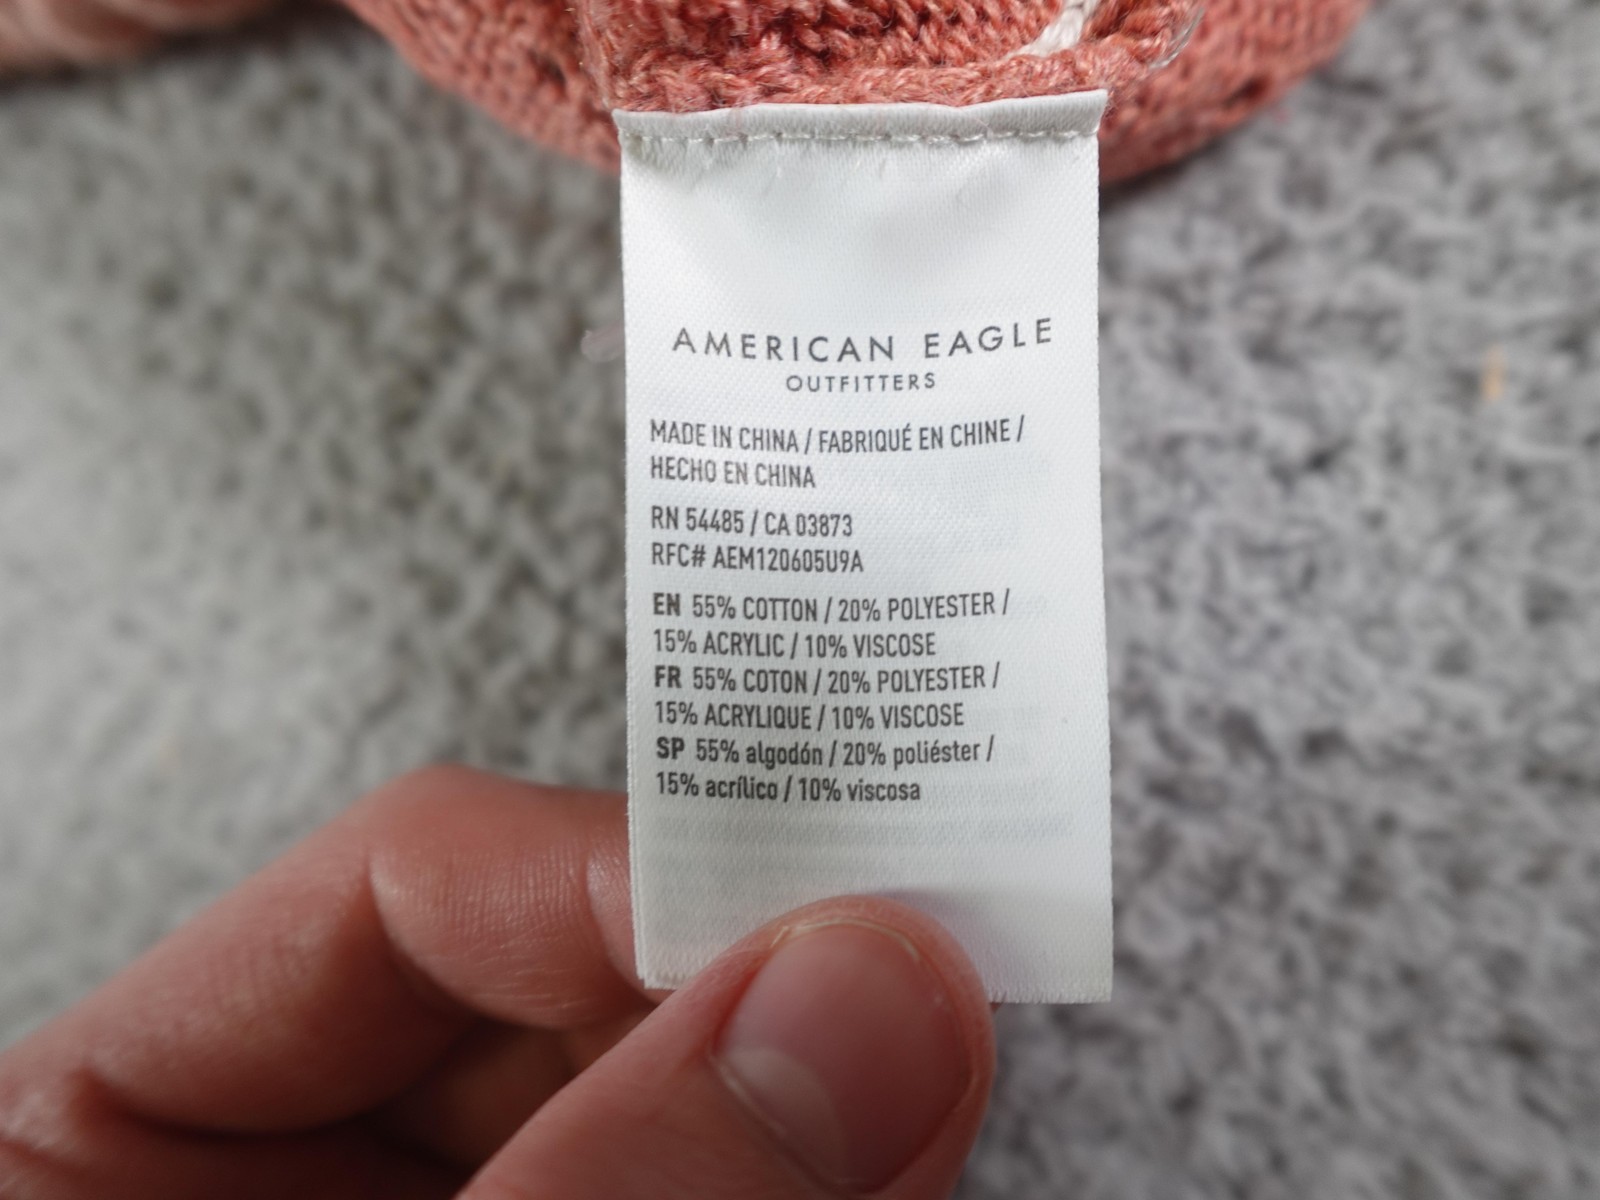 AMERICAN EAGLE
OUTFITTERS
MADE IN CHINA / FABRIQUÉ EN CHINE /
HECHO EN CHINA
RN 54485 / CA 03873
RFC# AEM120605U9A
EN 55% COTTON / 20% POLYESTER /
15% ACRYLIC / 10% VISCOSE
FR 55% COTON / 20% POLYESTER /
15% ACRYLIQUE / 10% VISCOSE
SP 55% algodón / 20% poliéster /
15% acrílico / 10% viscosa